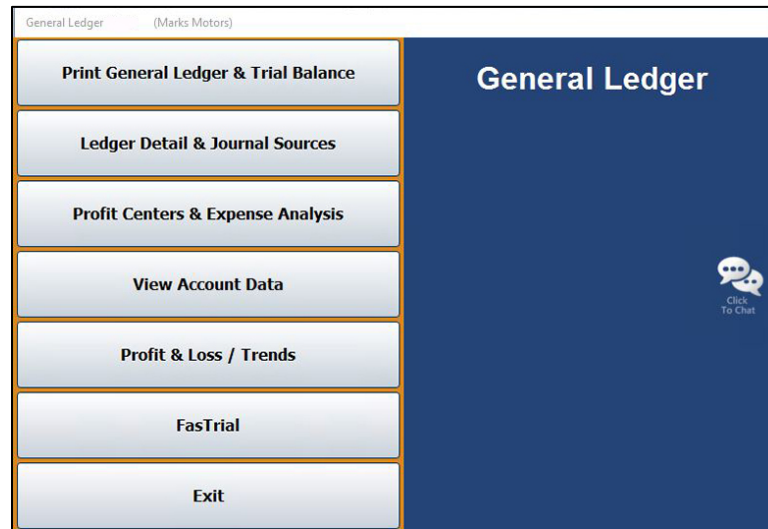 General Ledger (Marks Motors)
Print General Ledger & Trial Balance
General Ledger
Ledger Detail & Journal Sources
Profit Centers & Expense Analysis
View Account Data
Click
To Chat
Profit & Loss / Trends
FasTrial
Exit